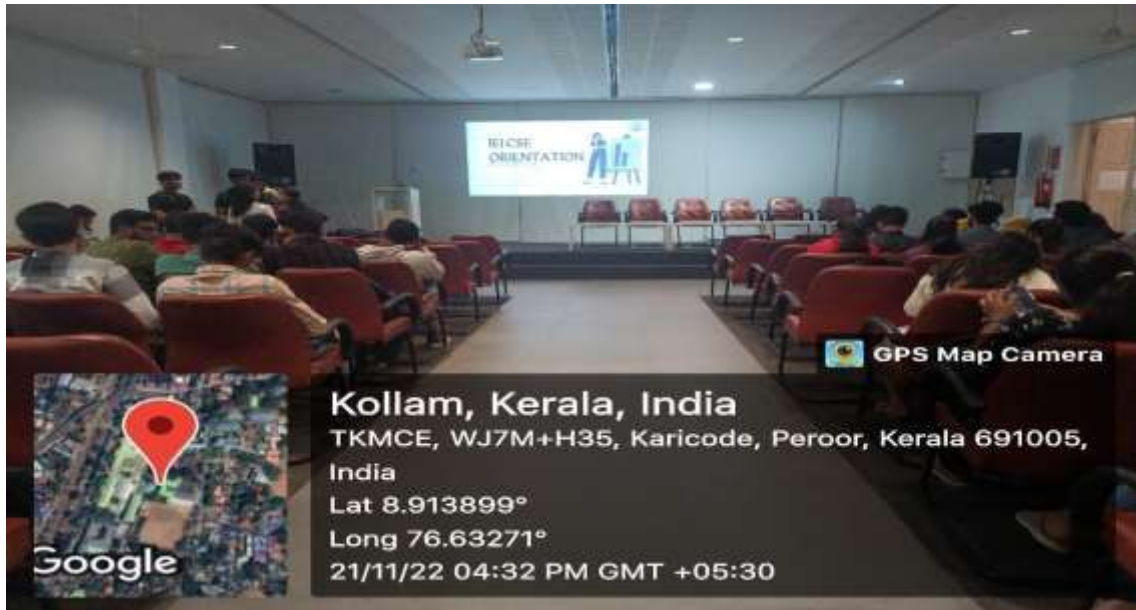 IEI CSE
ORIENTATION
GPS Map Camera
Kollam, Kerala, India
TKMCE, WJ7M+H35, Karicode, Peroor, Kerala 691005,
India
Lat 8.913899°
Long 76.63271°
21/11/22 04:32 PM GMT +05:30
Google